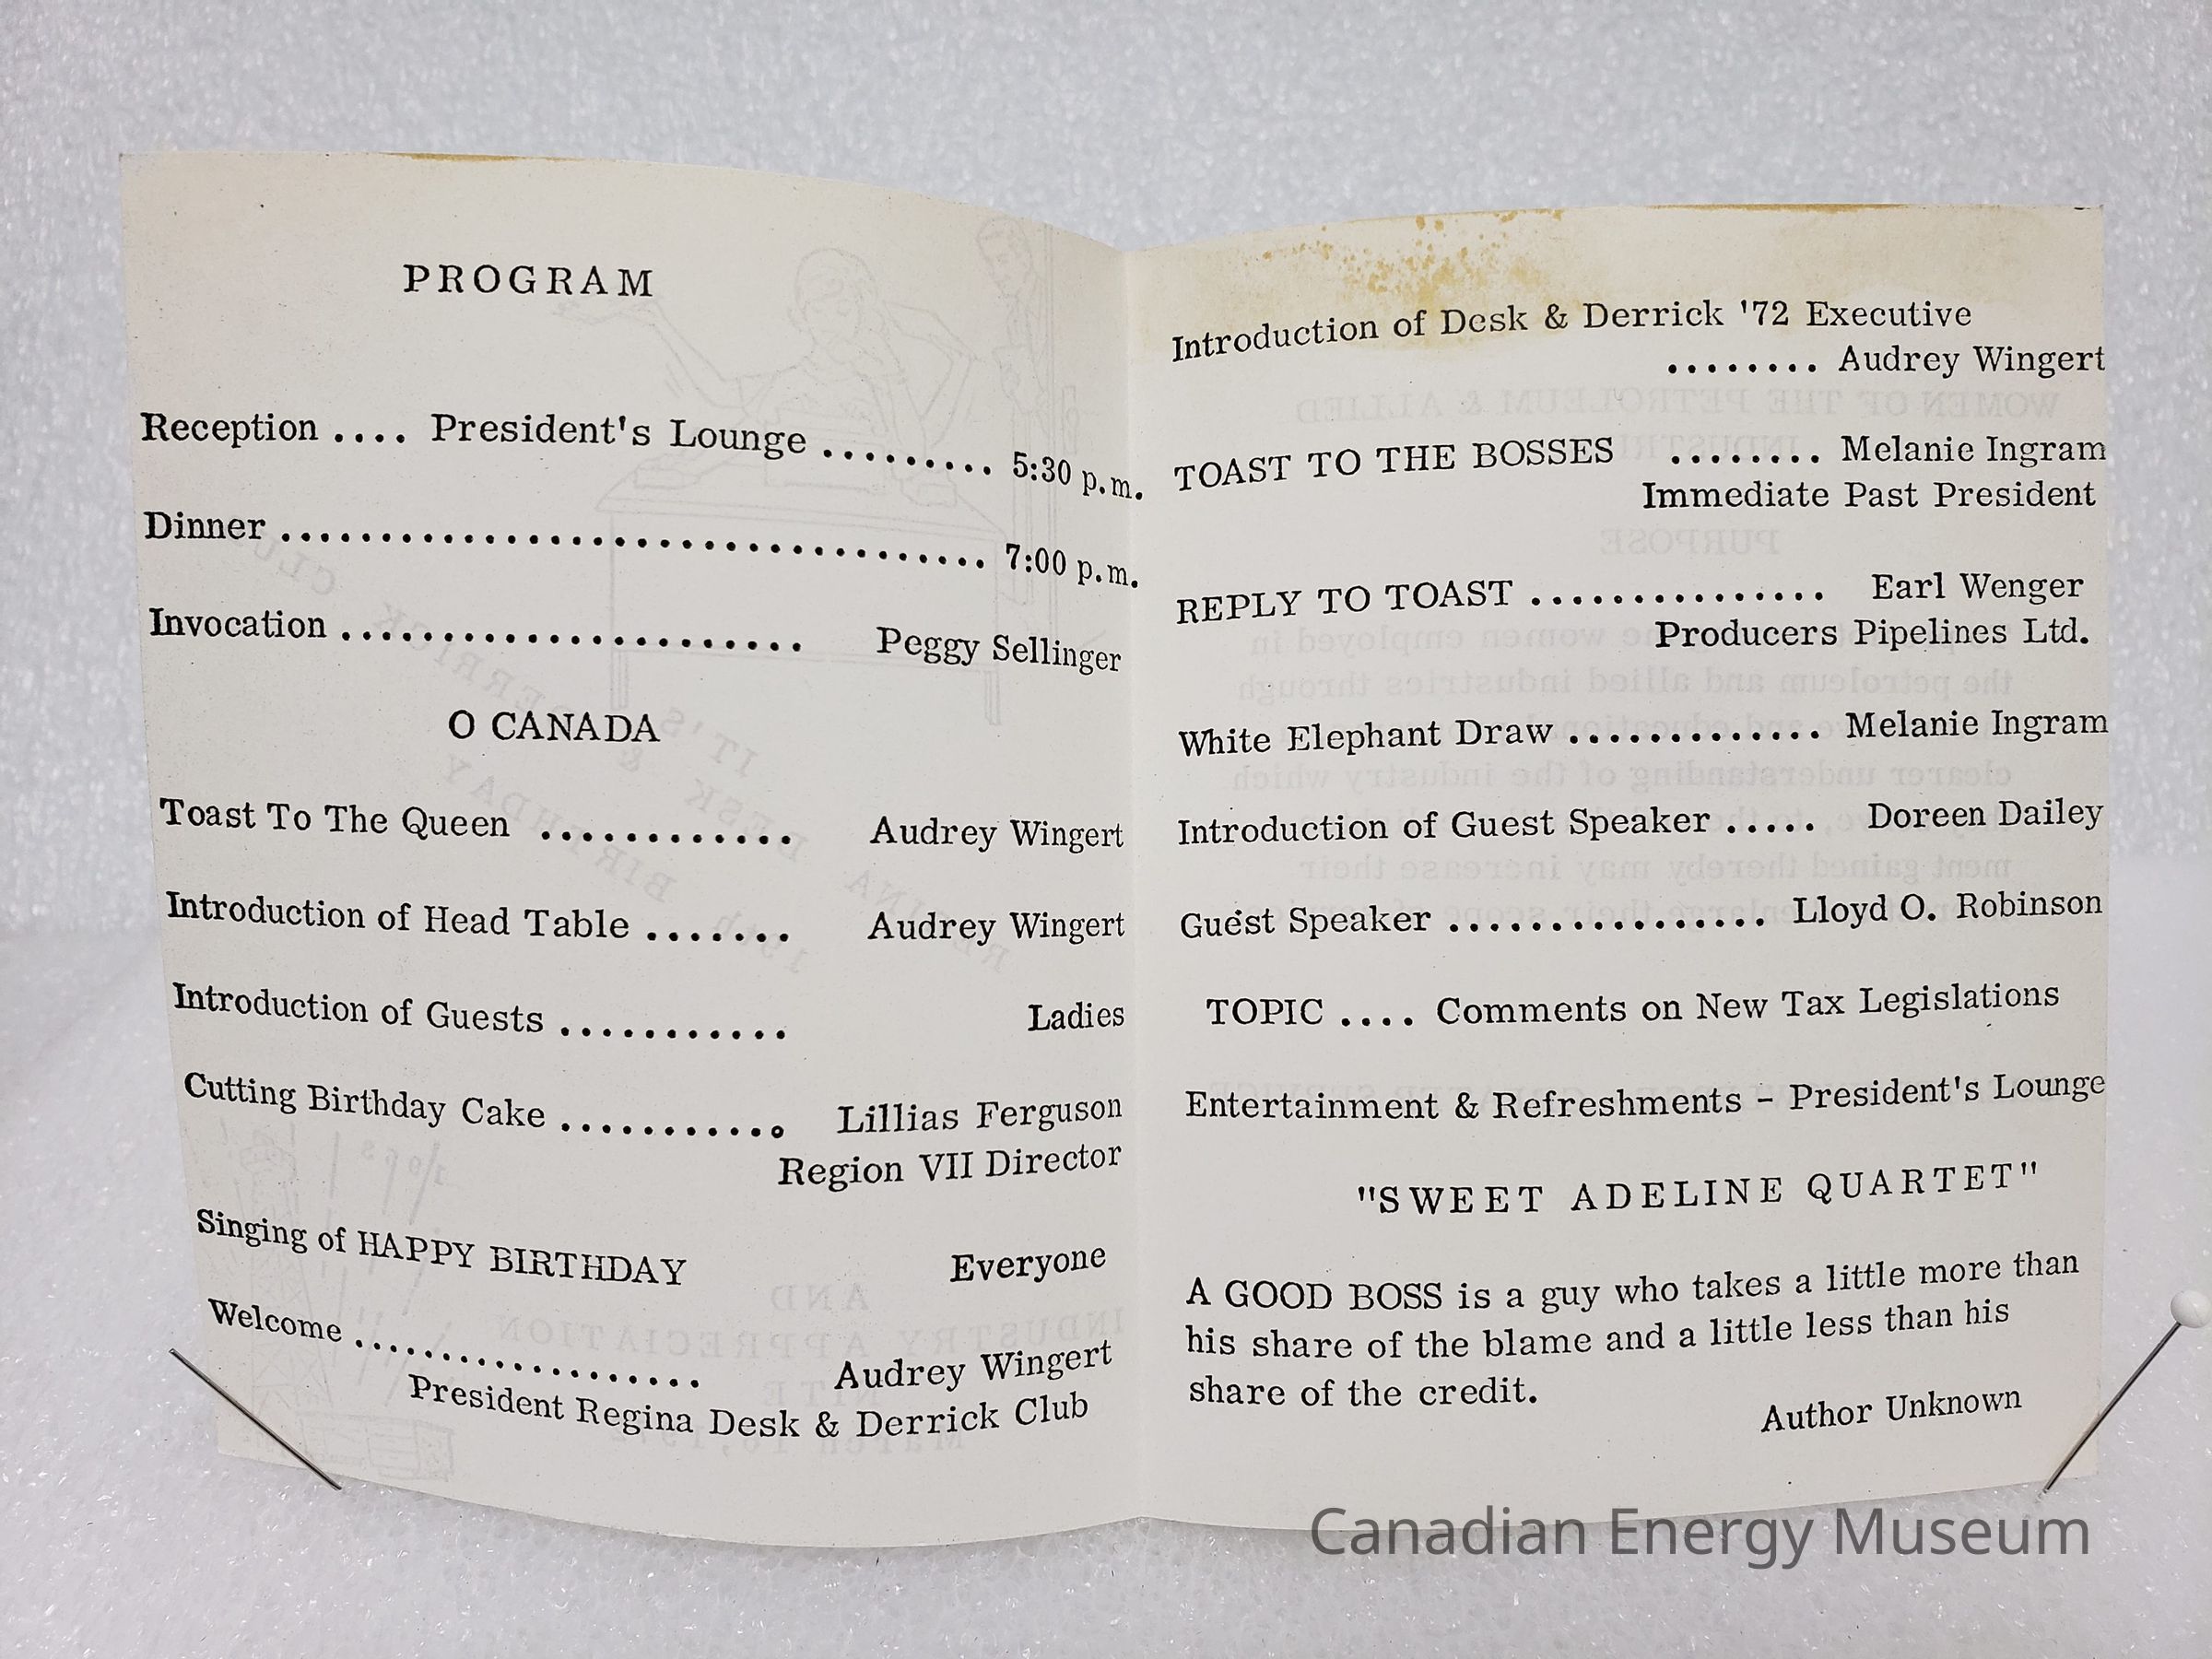 PROGRAM
Reception .... President's Lounge ......... 5:30 p.m.
Dinner .................................... 7:00 p.m.
Invocation ..................... Peggy Sellinger
O CANADA
Toast To The Queen ............ Audrey Wingert
Introduction of Head Table ....... Audrey Wingert
Introduction of Guests ........... Ladies
Cutting Birthday Cake ........... Lillias Ferguson
Region VII Director
Singing of HAPPY BIRTHDAY Everyone
Welcome .................. Audrey Wingert
President Regina Desk & Derrick Club
Introduction of Desk & Derrick '72 Executive
........ Audrey Wingert
TOAST TO THE BOSSES ........ Melanie Ingram
Immediate Past President
REPLY TO TOAST ............... Earl Wenger
Producers Pipelines Ltd.
White Elephant Draw ............. Melanie Ingram
Introduction of Guest Speaker ..... Doreen Dailey
Guest Speaker ................ Lloyd O. Robinson
TOPIC .... Comments on New Tax Legislations
Entertainment & Refreshments - President's Lounge
"SWEET ADELINE QUARTET"
A GOOD BOSS is a guy who takes a little more than
his share of the blame and a little less than his
share of the credit.
Author Unknown
Canadian Energy Museum